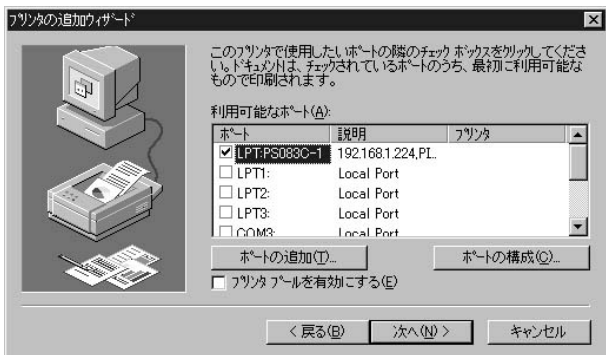 プリンタの追加ウィザード
このプリンタで使用したいポートの隣のチェック ボックスをクリックしてくださ
い。ドキュメントは、チェックされているポートのうち、最初に利用可能な
もので印刷されます。
利用可能なポート(A):
ポート 説明 プリンタ
LPT:PS083C-1 192.168.1.224,PI...
LPT1: Local Port
LPT2: Local Port
LPT3: Local Port
COM3: Local Port
ポートの追加(T)... ポートの構成(C)...
プリンタ プールを有効にする(E)
< 戻る(B) 次へ(N) > キャンセル